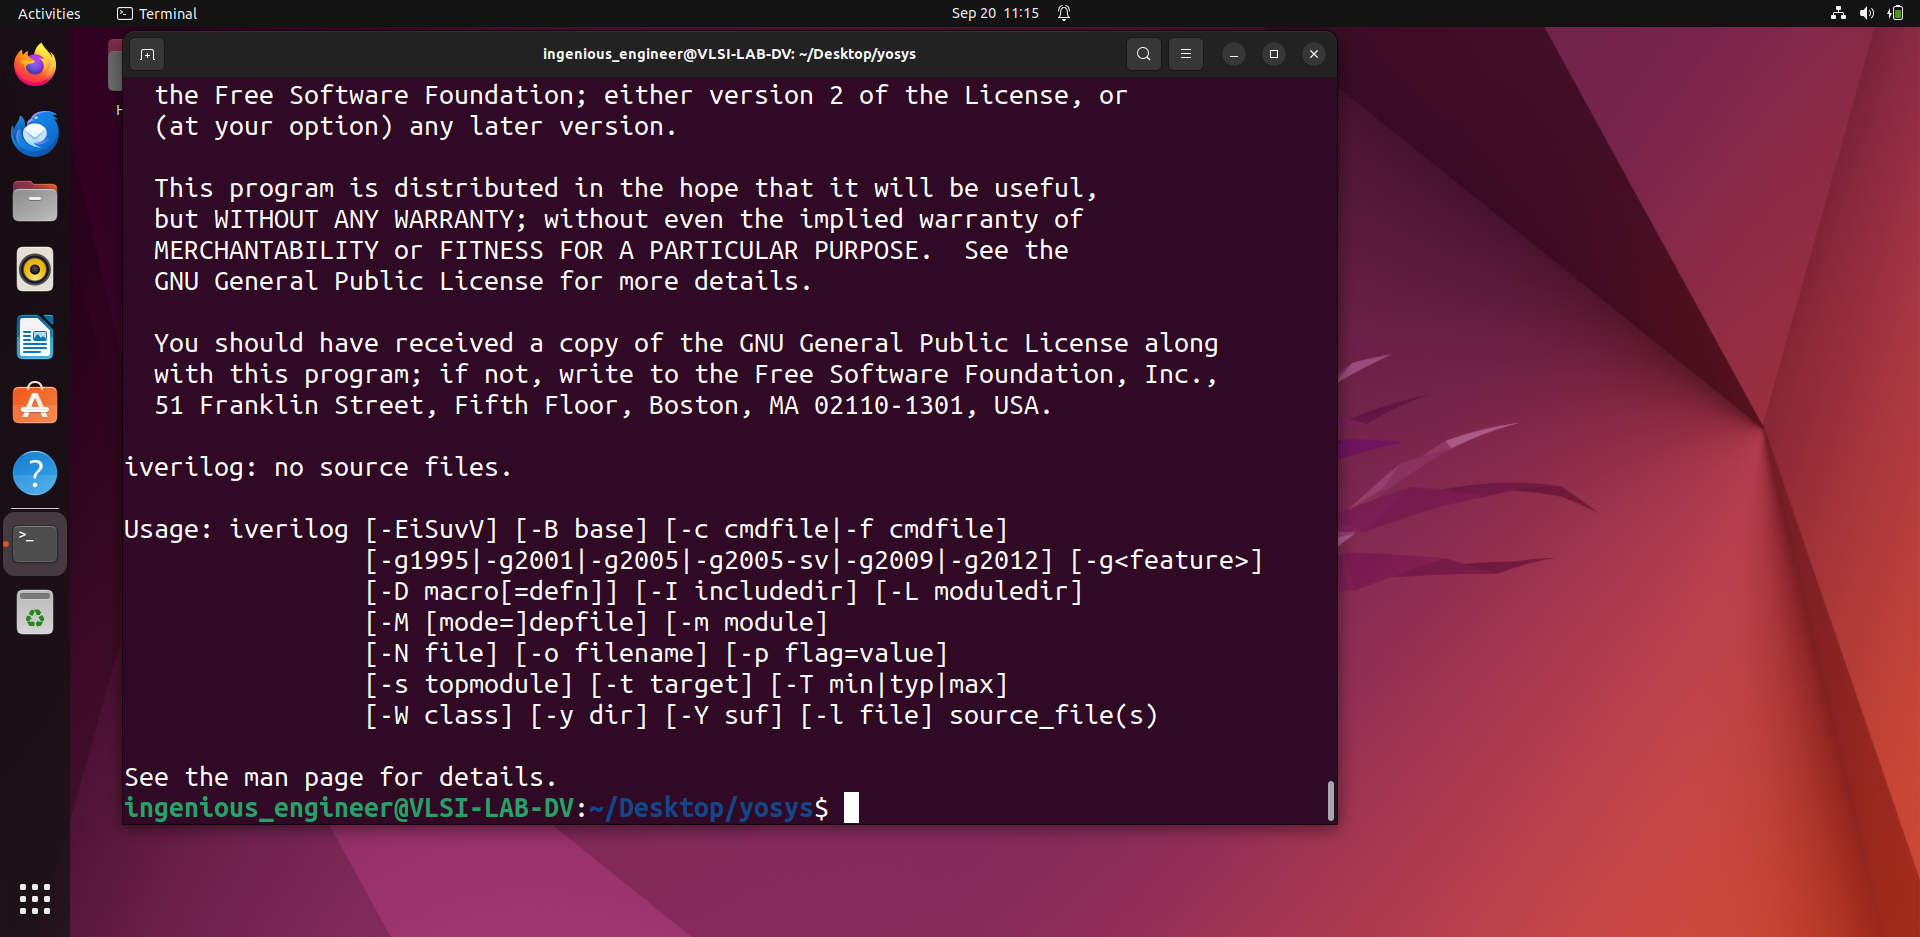 Activities
Terminal
Sep 20 11:15
ingenious_engineer@VLSI-LAB-DV: ~/Desktop/yosys
H
the Free Software Foundation; either version 2 of the License, or
(at your option) any later version.
This program is distributed in the hope that it will be useful,
but WITHOUT ANY WARRANTY; without even the implied warranty of
MERCHANTABILITY or FITNESS FOR A PARTICULAR PURPOSE.  See the
GNU General Public License for more details.
You should have received a copy of the GNU General Public License along
with this program; if not, write to the Free Software Foundation, Inc.,
51 Franklin Street, Fifth Floor, Boston, MA 02110-1301, USA.
iverilog: no source files.
Usage: iverilog [-EiSuvV] [-B base] [-c cmdfile|-f cmdfile]
[-g1995|-g2001|-g2005|-g2005-sv|-g2009|-g2012] [-g<feature>]
[-D macro[=defn]] [-I includedir] [-L moduledir]
[-M [mode=]depfile] [-m module]
[-N file] [-o filename] [-p flag=value]
[-s topmodule] [-t target] [-T min|typ|max]
[-W class] [-y dir] [-Y suf] [-l file] source_file(s)
See the man page for details.
ingenious_engineer@VLSI-LAB-DV:~/Desktop/yosys$